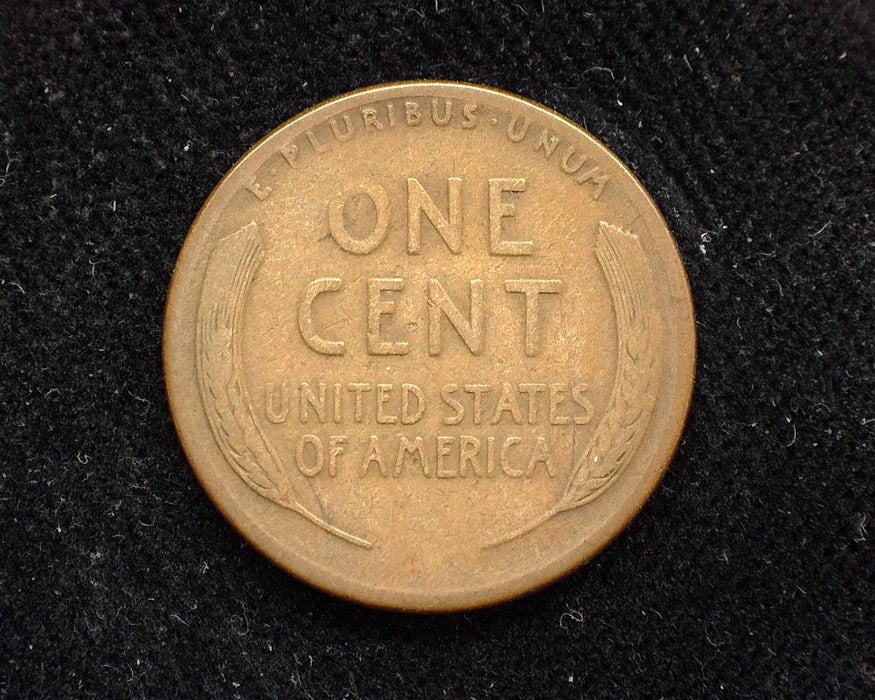 E·PLURIBUS·UNUM
ONE
CENT
UNITED STATES
OF AMERICA